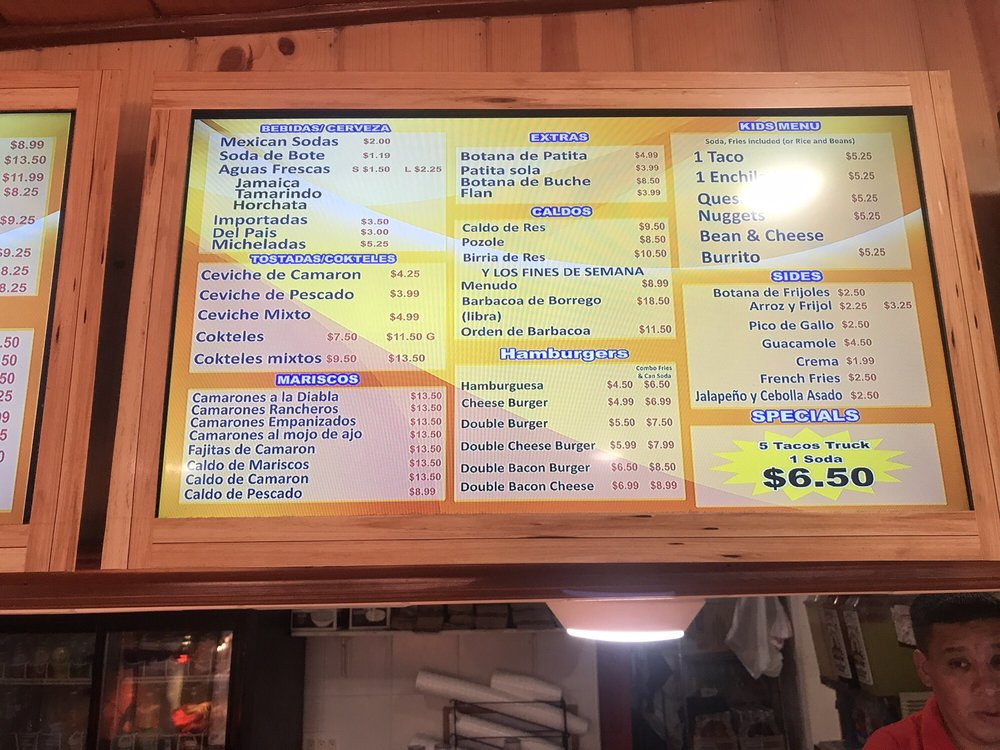 $8.99
$13.50
$11.99
$8.25
$9.25
BEBIDAS/ CERVEZA
Mexican Sodas $2.00
Soda de Bote $1.19
Aguas Frescas S $1.50 L $2.25
Jamaica
Tamarindo
Horchata
Importadas $3.50
Del Pais $3.00
Micheladas $5.25
TOSTADAS/COKTELES
Ceviche de Camaron $4.25
Ceviche de Pescado $3.99
Ceviche Mixto $4.99
Cokteles $7.50 $11.50 G
Cokteles mixtos $9.50 $13.50
MARISCOS
Camarones a la Diabla $13.50
Camarones Rancheros $13.50
Camarones Empanizados $13.50
Camarones al mojo de ajo $13.50
Fajitas de Camaron $13.50
Caldo de Mariscos $13.50
Caldo de Camaron $13.50
Caldo de Pescado $8.99
EXTRAS
Botana de Patita $4.99
Patita sola $3.99
Botana de Buche $8.50
Flan $3.99
CALDOS
Caldo de Res $9.50
Pozole $8.50
Birria de Res $10.50
Y LOS FINES DE SEMANA
Menudo $8.99
Barbacoa de Borrego $18.50
(libra)
Orden de Barbacoa $11.50
Hamburgers
Combo Fries
& Can Soda
Hamburguesa $4.50 $6.50
Cheese Burger $4.99 $6.99
Double Burger $5.50 $7.50
Double Cheese Burger $5.99 $7.99
Double Bacon Burger $6.50 $8.50
Double Bacon Cheese $6.99 $8.99
KIDS MENU
Soda, Fries included (or Rice and Beans)
1 Taco $5.25
1 Enchil $5.25
Ques $5.25
Nuggets $5.25
Bean & Cheese
Burrito $5.25
SIDES
Botana de Frijoles $2.50
Arroz y Frijol $2.25 $3.25
Pico de Gallo $2.50
Guacamole $4.50
Crema $1.99
French Fries $2.50
Jalapeño y Cebolla Asado $2.50
SPECIALS
5 Tacos Truck
1 Soda
$6.50